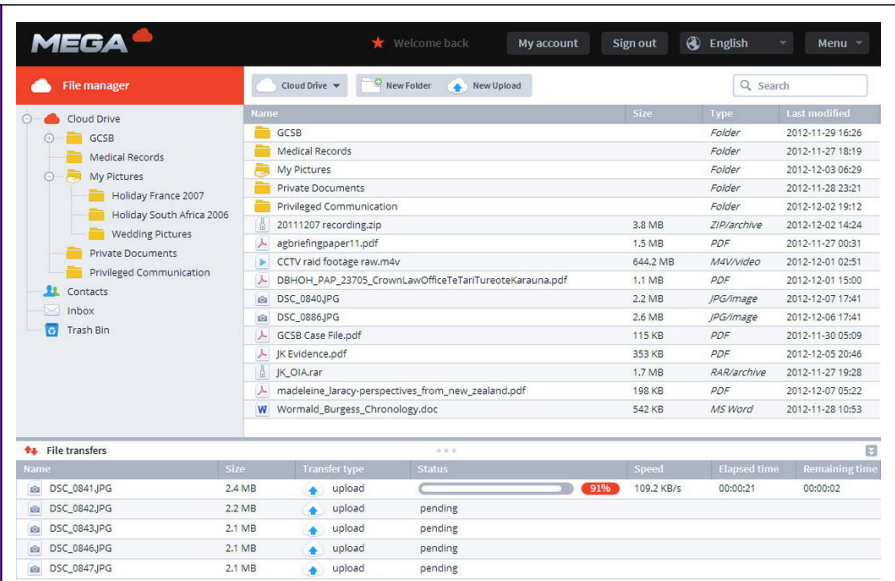 MEGA
Welcome back
My account
Sign out
English
Menu
File manager
Cloud Drive
New Folder
New Upload
Search
Cloud Drive
GCSB
Medical Records
My Pictures
Holiday France 2007
Holiday South Africa 2006
Wedding Pictures
Private Documents
Privileged Communication
Contacts
Inbox
Trash Bin
Name Size Type Last modified
GCSB Folder 2012-11-29 16:26
Medical Records Folder 2012-11-27 18:19
My Pictures Folder 2012-12-03 06:29
Private Documents Folder 2012-11-28 23:21
Privileged Communication Folder 2012-12-02 19:12
20111207 recording.zip 3.8 MB ZIP/archive 2012-12-02 14:24
agbriefingpaper11.pdf 1.5 MB PDF 2012-11-27 00:31
CCTV raid footage raw.m4v 644.2 MB M4V/video 2012-12-01 02:51
DBHOH_PAP_23705_CrownLawOfficeTeTariTureoteKarauna.pdf 1.1 MB PDF 2012-12-01 15:00
DSC_0840.JPG 2.2 MB JPG/image 2012-12-07 17:41
DSC_0886.JPG 2.6 MB JPG/image 2012-12-06 17:41
GCSB Case File.pdf 115 KB PDF 2012-11-30 05:09
JK Evidence.pdf 353 KB PDF 2012-12-05 20:46
JK_OIA.rar 1.7 MB RAR/archive 2012-11-27 19:28
madeleine_laracy-perspectives_from_new_zealand.pdf 198 KB PDF 2012-12-07 05:22
W Wormald_Burgess_Chronology.doc 542 KB MS Word 2012-11-28 10:53
File transfers
Name Size Transfer type Status Speed Elapsed time Remaining time
DSC_0841.JPG 2.4 MB upload 91% 109.2 KB/s 00:00:21 00:00:02
DSC_0842.JPG 2.2 MB upload pending
DSC_0843.JPG 2.1 MB upload pending
DSC_0846.JPG 2.1 MB upload pending
DSC_0847.JPG 2.1 MB upload pending